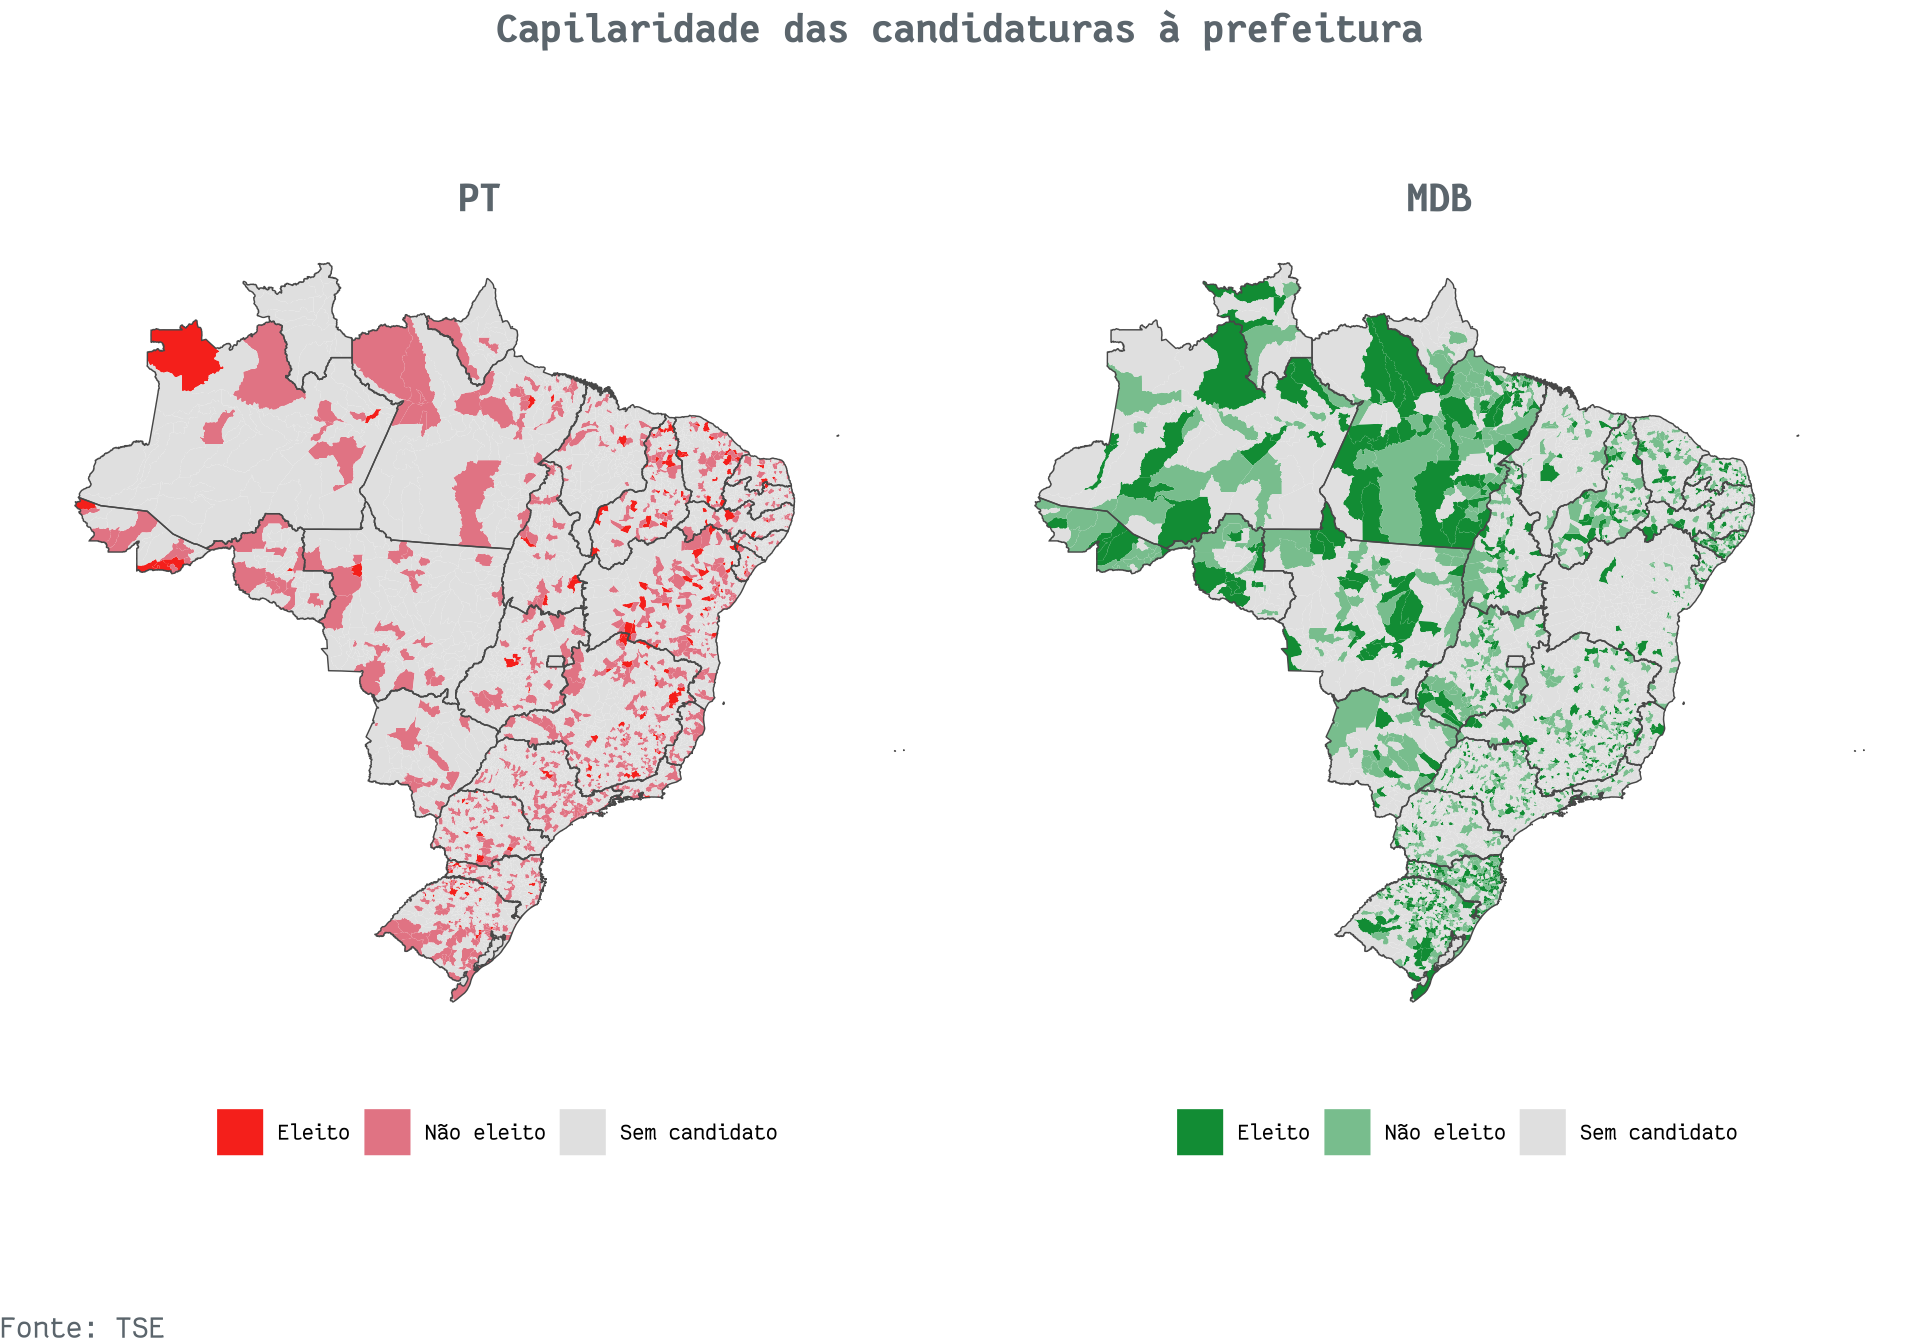 Capilaridade das candidaturas à prefeitura
PT
MDB
Eleito
Não eleito
Sem candidato
Eleito
Não eleito
Sem candidato
Fonte: TSE